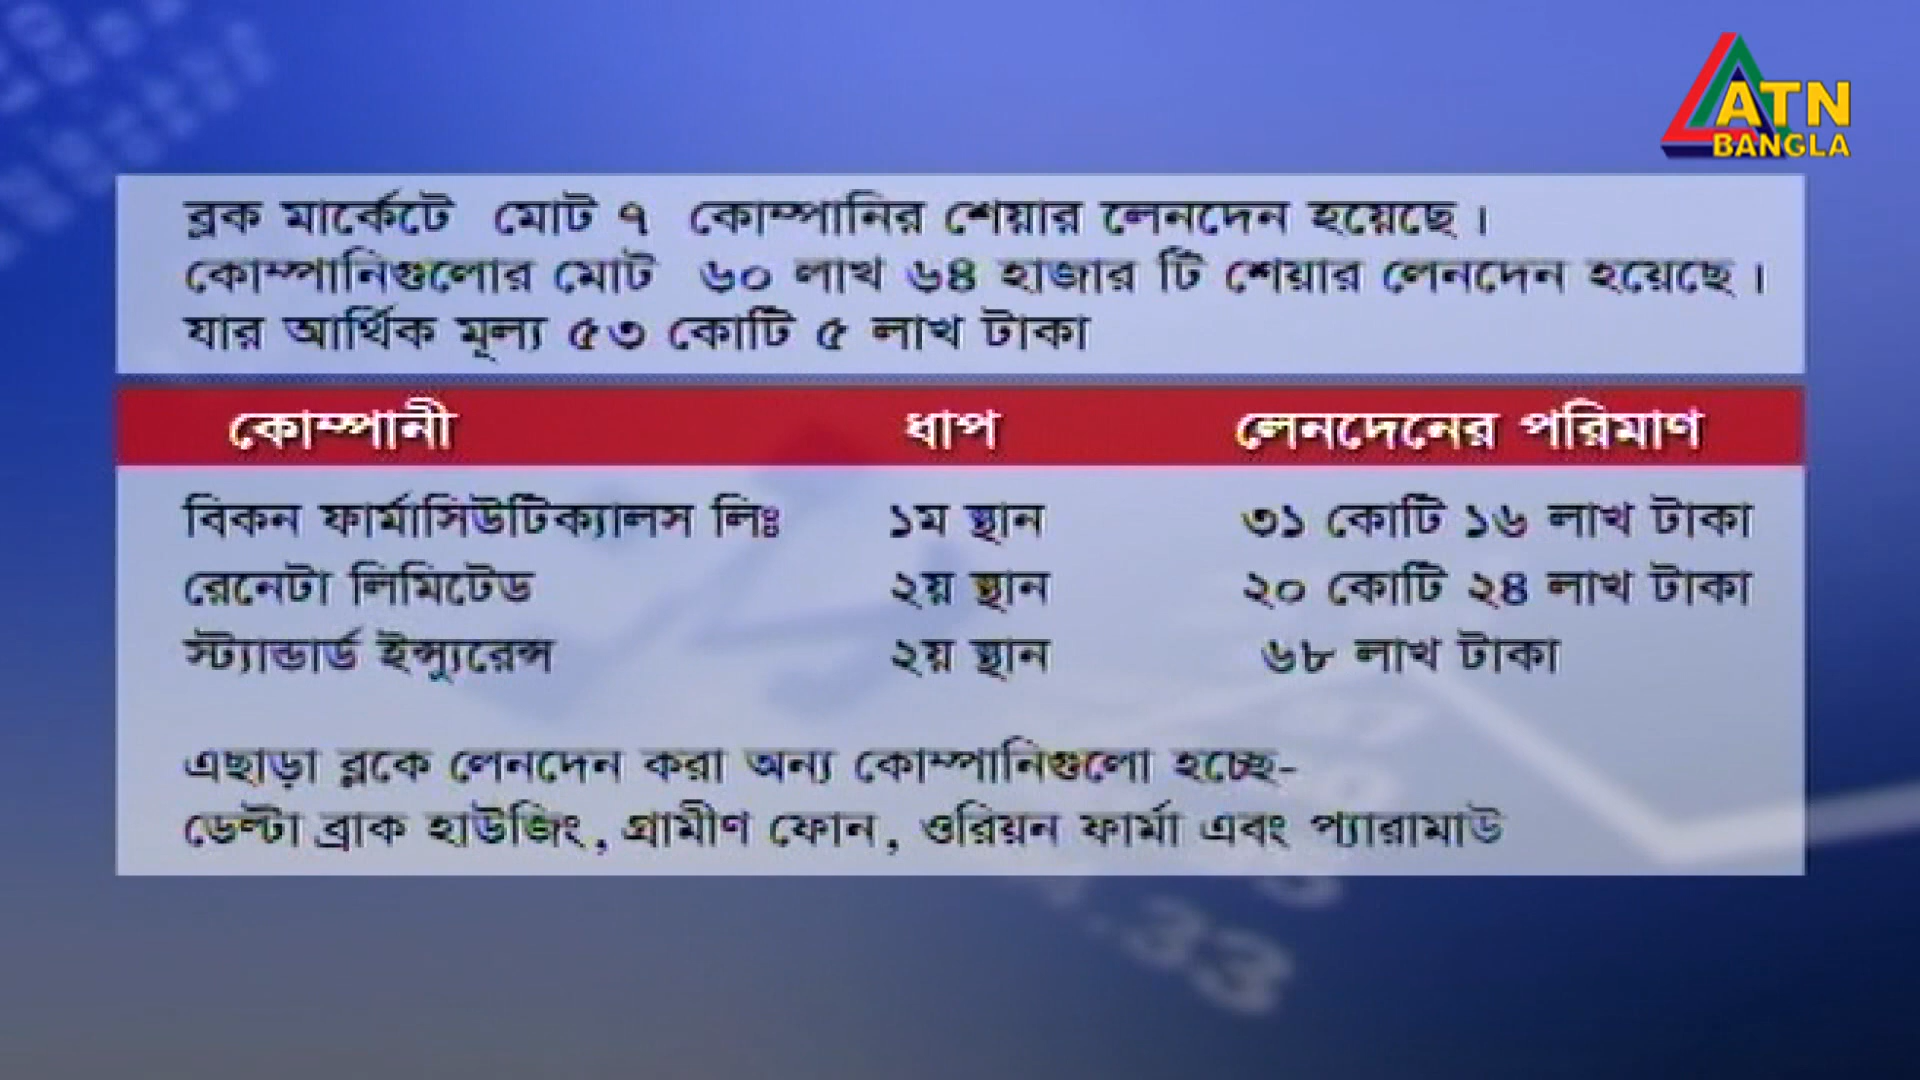 ATN
BANGLA
ব্লক মার্কেটে মোট ৭ কোম্পানির শেয়ার লেনদেন হয়েছে।
কোম্পানিগুলোর মোট ৬০ লাখ ৬৪ হাজার টি শেয়ার লেনদেন হয়েছে।
যার আর্থিক মূল্য ৫৩ কোটি ৫ লাখ টাকা
কোম্পানী ধাপ লেনদেনের পরিমাণ
বিকন ফার্মাসিউটিক্যালস লিঃ ১ম স্থান ৩১ কোটি ১৬ লাখ টাকা
রেনেটা লিমিটেড ২য় স্থান ২০ কোটি ২৪ লাখ টাকা
স্ট্যান্ডার্ড ইন্স্যুরেন্স ২য় স্থান ৬৮ লাখ টাকা
এছাড়া ব্লকে লেনদেন করা অন্য কোম্পানিগুলো হচ্ছে-
ডেল্টা ব্রাক হাউজিং, গ্রামীণ ফোন, ওরিয়ন ফার্মা এবং প্যারামাউ